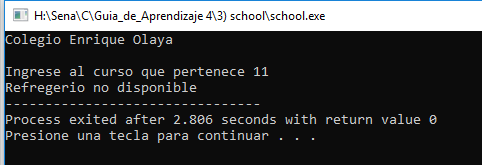 H:\Sena\C\Guia_de_Aprendizaje 4\3) school\school.exe
Colegio Enrique Olaya
Ingrese al curso que pertenece 11
Refregerio no disponible
--------------------------------
Process exited after 2.806 seconds with return value 0
Presione una tecla para continuar . . .